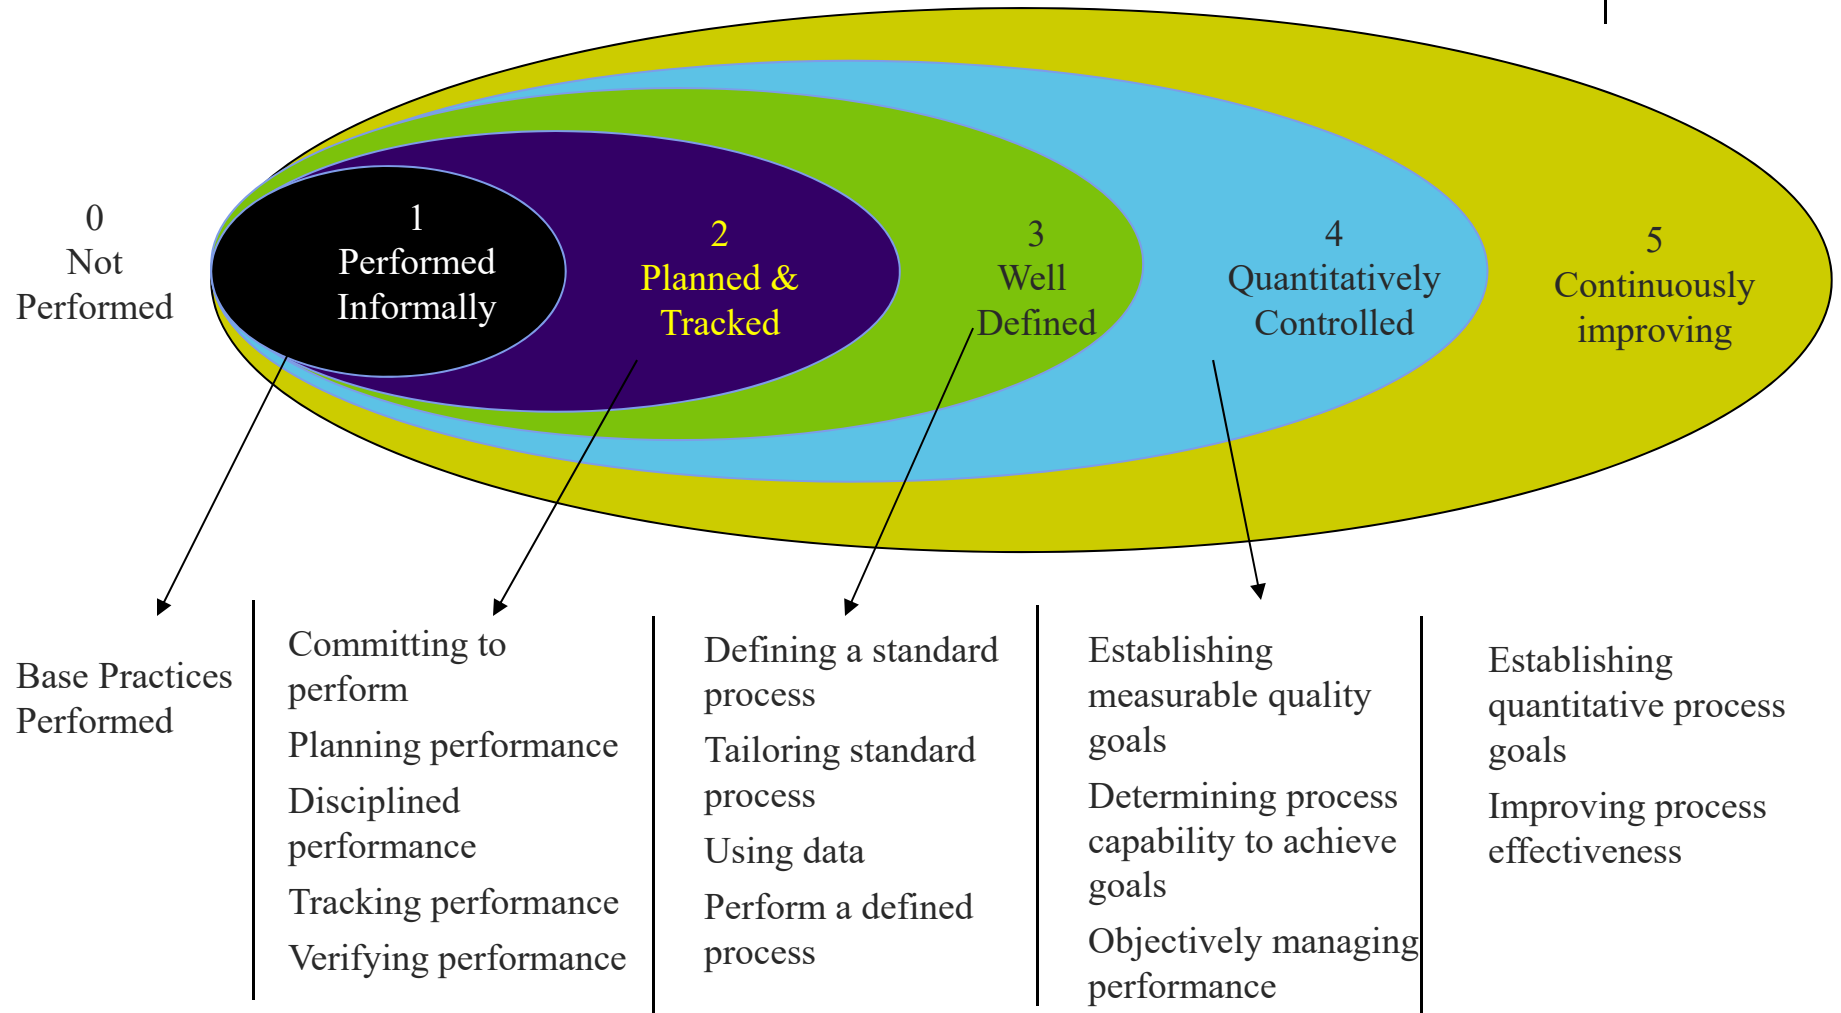 0
Not
Performed
1
Performed
Informally
2
Planned &
Tracked
3
Well
Defined
4
Quantitatively
Controlled
5
Continuously
improving
Base Practices
Performed
Committing to
perform
Planning performance
Disciplined
performance
Tracking performance
Verifying performance
Defining a standard
process
Tailoring standard
process
Using data
Perform a defined
process
Establishing
measurable quality
goals
Determining process
capability to achieve
goals
Objectively managing
performance
Establishing
quantitative process
goals
Improving process
effectiveness